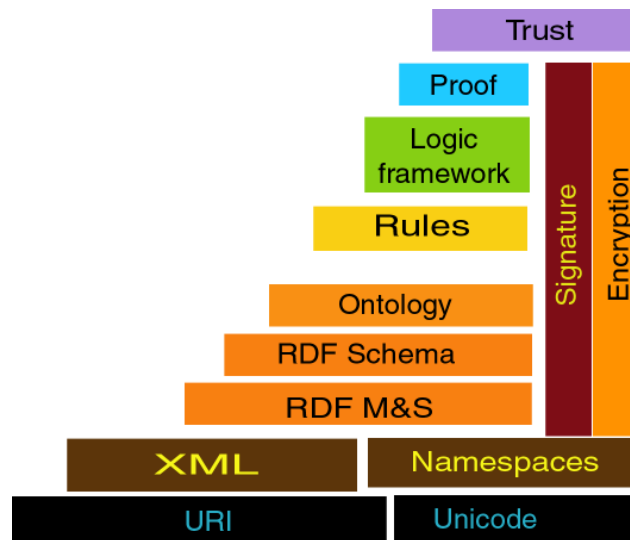 Trust
Proof
Logic
framework
Rules
Ontology
RDF Schema
RDF M&S
Signature
Encryption
XML
Namespaces
URI
Unicode